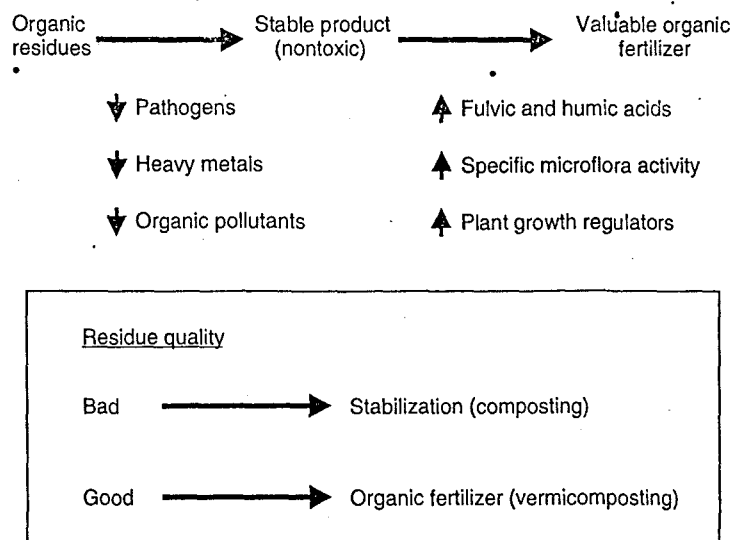 Organic residues
Stable product (nontoxic)
Valuable organic fertilizer
Pathogens
Fulvic and humic acids
Heavy metals
Specific microflora activity
Organic pollutants
Plant growth regulators
Residue quality
Bad
Stabilization (composting)
Good
Organic fertilizer (vermicomposting)